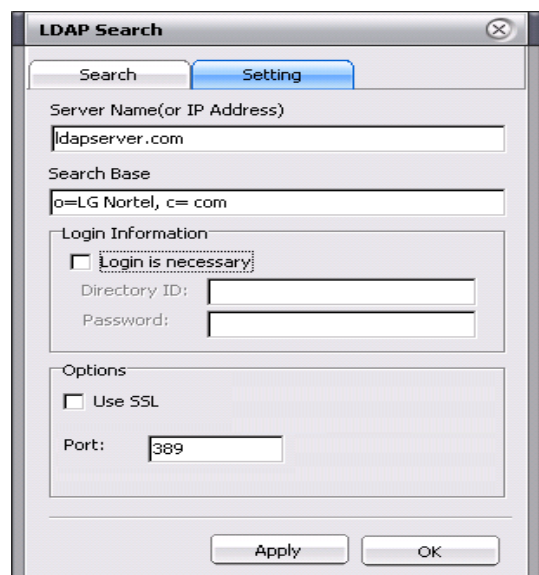 LDAP Search
Search Setting
Server Name(or IP Address)
ldapserver.com
Search Base
o=LG Nortel, c= com
Login Information
Login is necessary
Directory ID:
Password:
Options
Use SSL
Port: 389
Apply OK